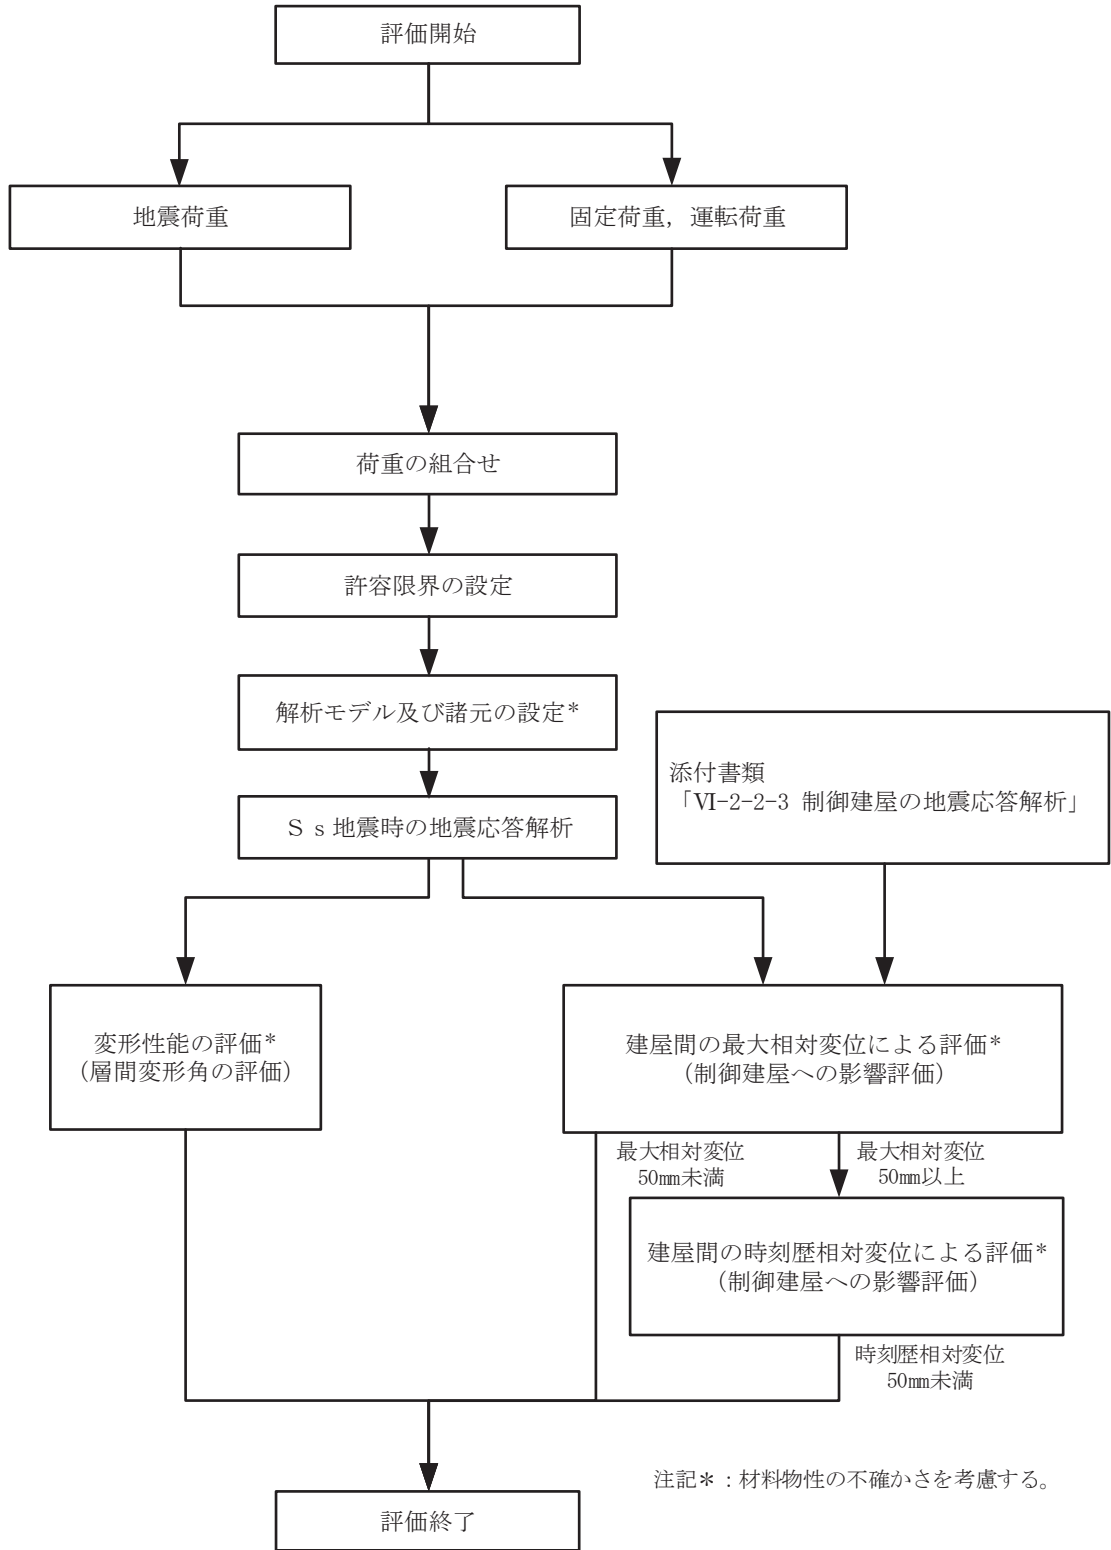 評価開始
地震荷重
固定荷重,運転荷重
荷重の組合せ
許容限界の設定
解析モデル及び諸元の設定*
添付書類
「Ⅵ-2-2-3 制御建屋の地震応答解析」
Ss地震時の地震応答解析
変形性能の評価*
(層間変形角の評価)
建屋間の最大相対変位による評価*
(制御建屋への影響評価)
最大相対変位
50mm未満
最大相対変位
50mm以上
建屋間の時刻歴相対変位による評価*
(制御建屋への影響評価)
時刻歴相対変位
50mm未満
注記*:材料物性の不確かさを考慮する。
評価終了